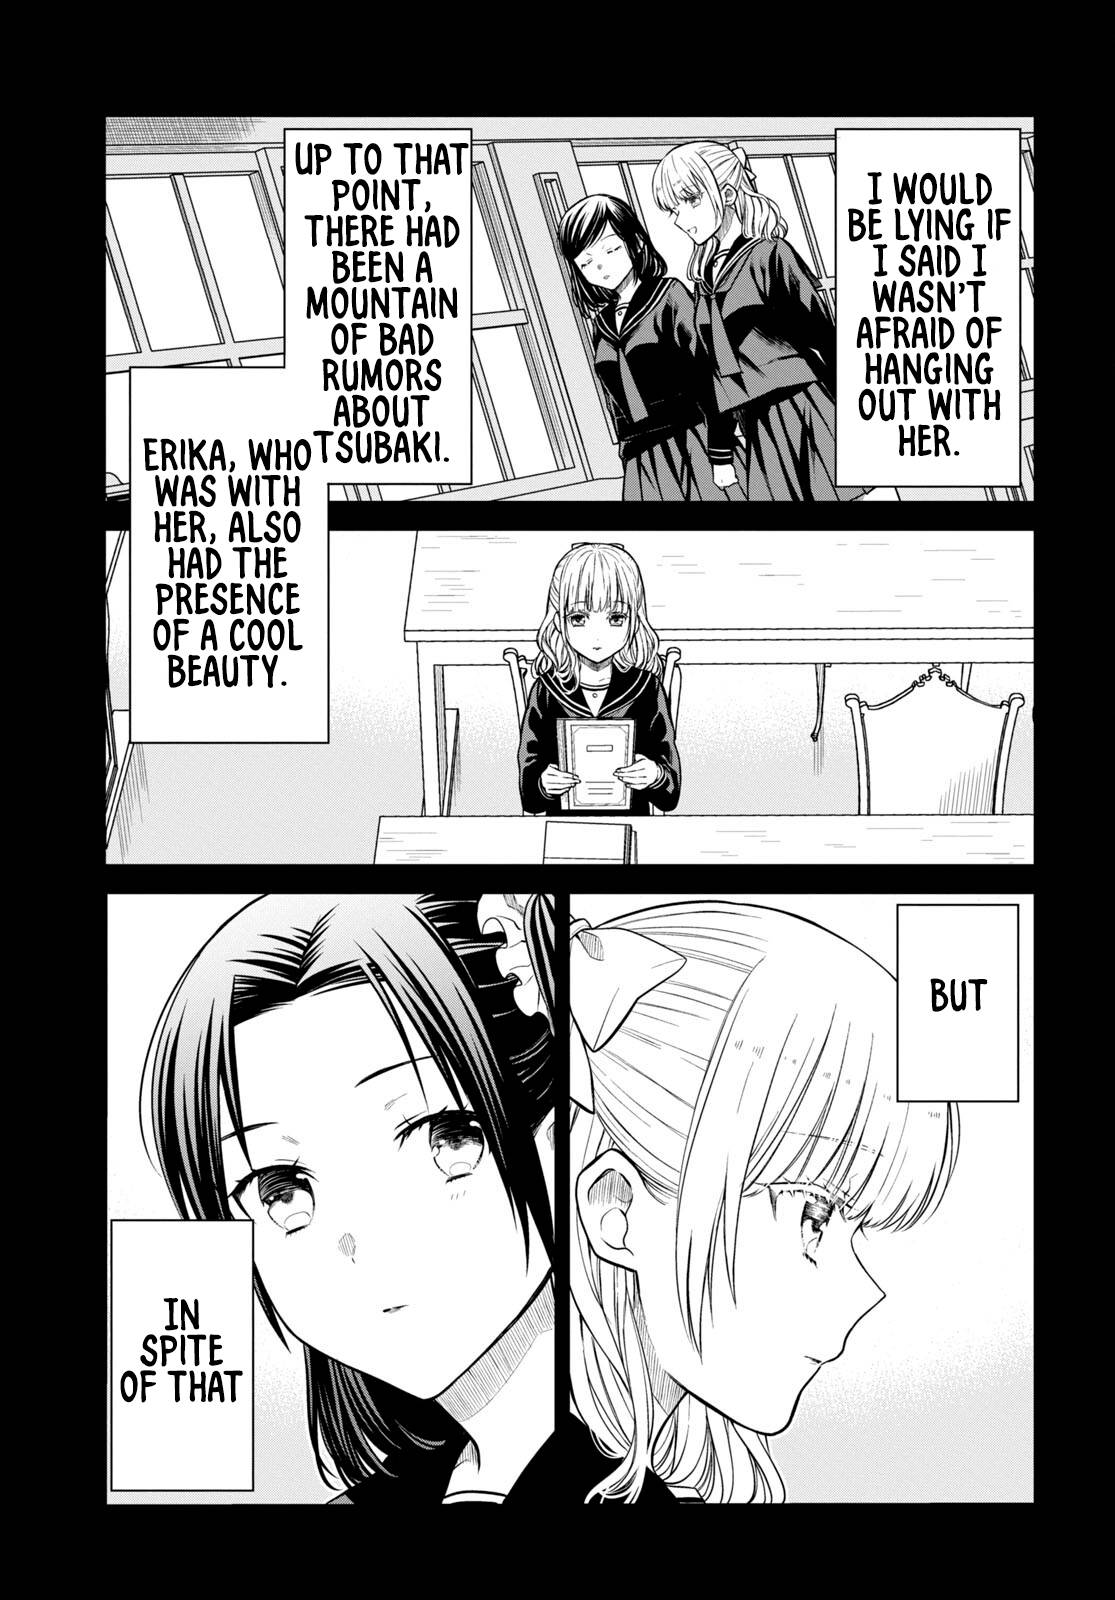 I WOULD
BE LYING IF
I SAID I
WASN'T
AFRAID OF
HANGING
OUT WITH
HER.
UP TO THAT
POINT,
THERE HAD
BEEN A
MOUNTAIN
OF BAD
RUMORS
ABOUT
TSUBAKI.
ERIKA, WHO
WAS WITH
HER, ALSO
HAD THE
PRESENCE
OF A COOL
BEAUTY.
BUT
IN
SPITE
OF THAT